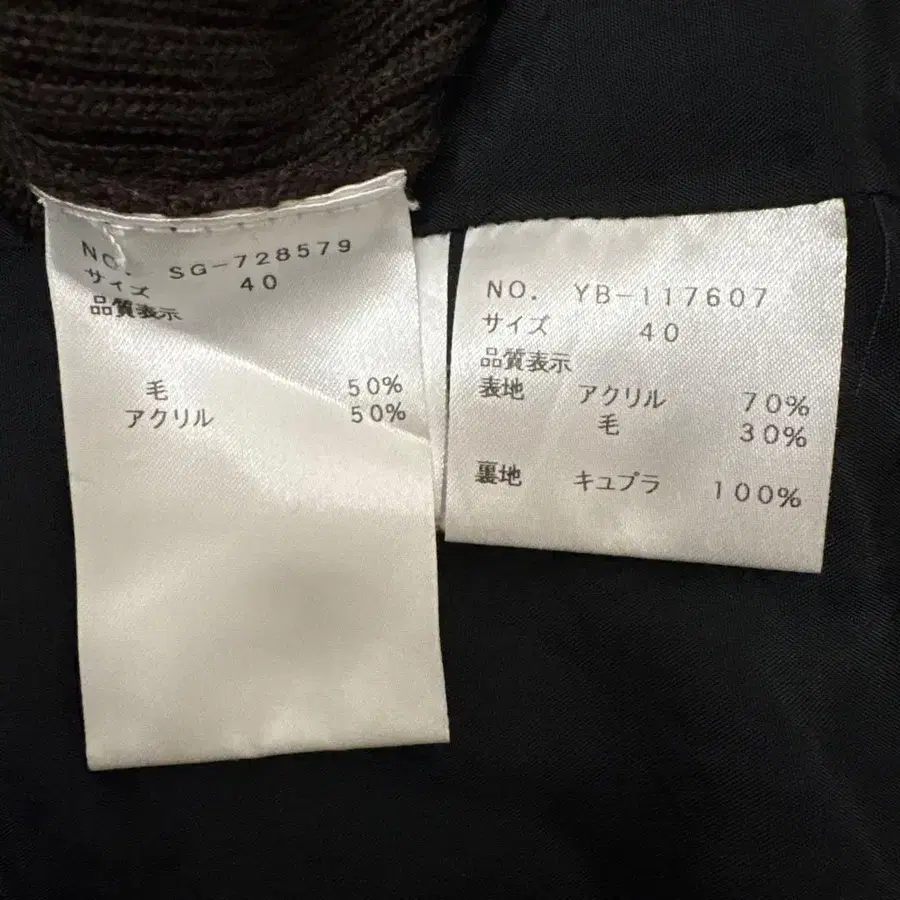 NO. SG-728579
サイズ 40
品質表示
毛 50%
アクリル 50%
NO. YB-117607
サイズ 40
品質表示
表地 アクリル 70%
毛 30%
裏地 キュプラ 100%